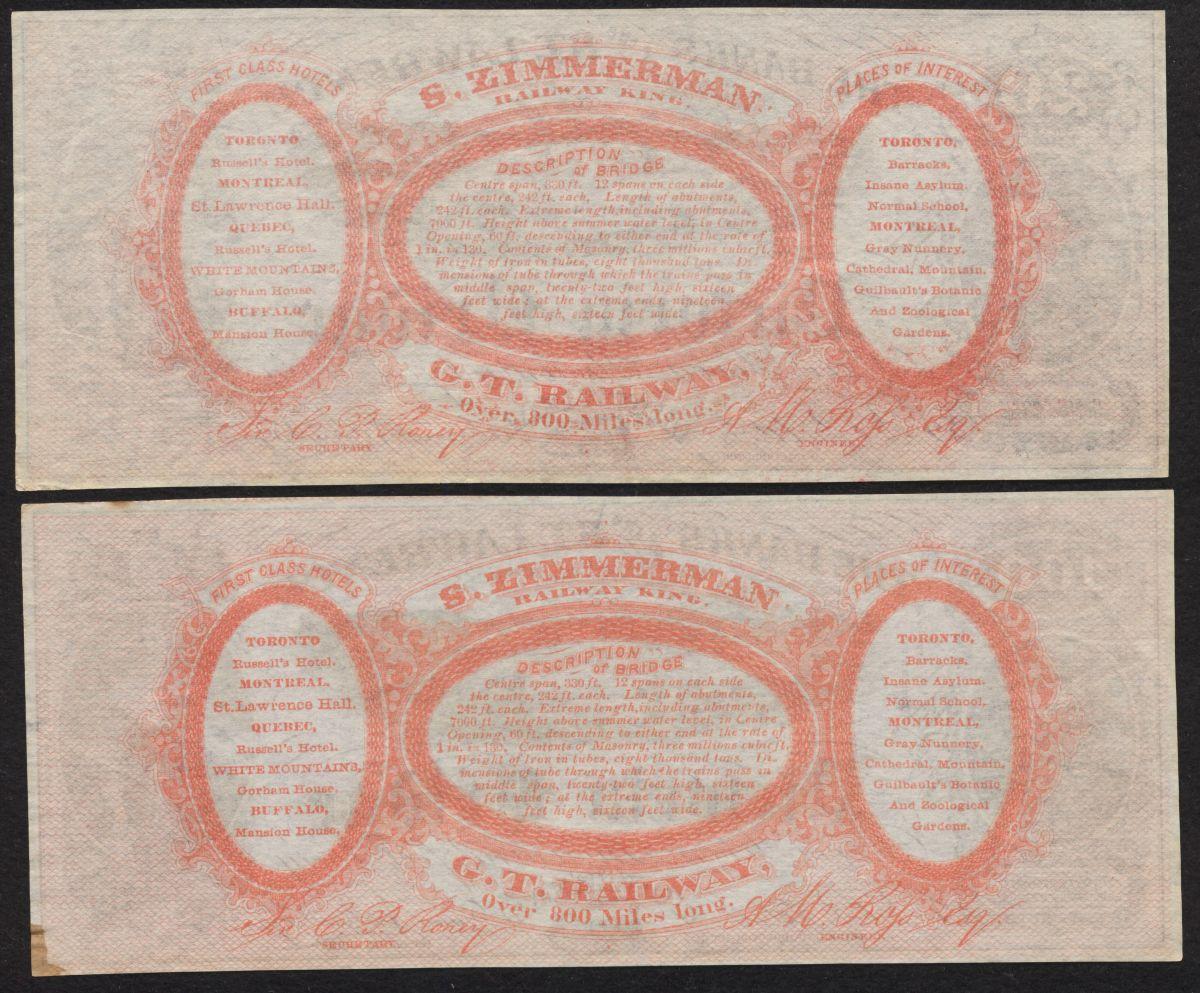 FIRST CLASS HOTELS
TORONTO
Russell's Hotel.
MONTREAL,
St. Lawrence Hall.
QUEBEC,
Russell's Hotel.
WHITE MOUNTAINS,
Gorham House.
BUFFALO,
Mansion House.
S. ZIMMERMAN
RAILWAY KING.
DESCRIPTION
of BRIDGE
Centre span, 330 ft. 12 spans on each side
the centre, 242 ft. each. Length of abutments,
242 ft. each. Extreme length, including abutments,
7000 ft. Height above summer water level, in Centre
Opening, 60 ft. descending to either end at the rate of
1 in. in 130. Contents of Masonry, three millions cubic ft.
Weight of Iron in tubes, eight thousand tons. Di
mensions of tube through which the trains pass in
middle span, twenty-two feet high, sixteen
feet wide; at the extreme ends, nineteen
feet high, sixteen feet wide.
G. T. RAILWAY,
Over 800 Miles long.
PLACES OF INTEREST
TORONTO,
Barracks,
Insane Asylum.
Normal School,
MONTREAL,
Gray Nunnery,
Cathedral, Mountain.
Guilbault's Botanic
And Zoological
Gardens.
Sir C. P. Roney
SECRETARY
A M. Ross Esq.
ENGINEER
FIRST CLASS HOTELS
TORONTO
Russell's Hotel.
MONTREAL,
St. Lawrence Hall.
QUEBEC,
Russell's Hotel.
WHITE MOUNTAINS,
Gorham House.
BUFFALO,
Mansion House,
S. ZIMMERMAN
RAILWAY KING.
DESCRIPTION
of BRIDGE
Centre span, 330 ft. 12 spans on each side
the centre, 242 ft. each. Length of abutments,
242 ft. each. Extreme length, including abutments,
7000 ft. Height above summer water level, in Centre
Opening, 60 ft. descending to either end at the rate of
1 in. in 130. Contents of Masonry, three millions cubic ft.
Weight of Iron in tubes, eight thousand tons. Di
mensions of tube through which the trains pass in
middle span, twenty-two feet high, sixteen
feet wide; at the extreme ends, nineteen
feet high, sixteen feet wide.
G. T. RAILWAY,
Over 800 Miles long.
PLACES OF INTEREST
TORONTO,
Barracks,
Insane Asylum.
Normal School,
MONTREAL,
Gray Nunnery,
Cathedral, Mountain,
Guilbault's Botanic
And Zoological
Gardens.
Sir C. P. Roney
SECRETARY
A M. Ross Esq.
ENGINEER